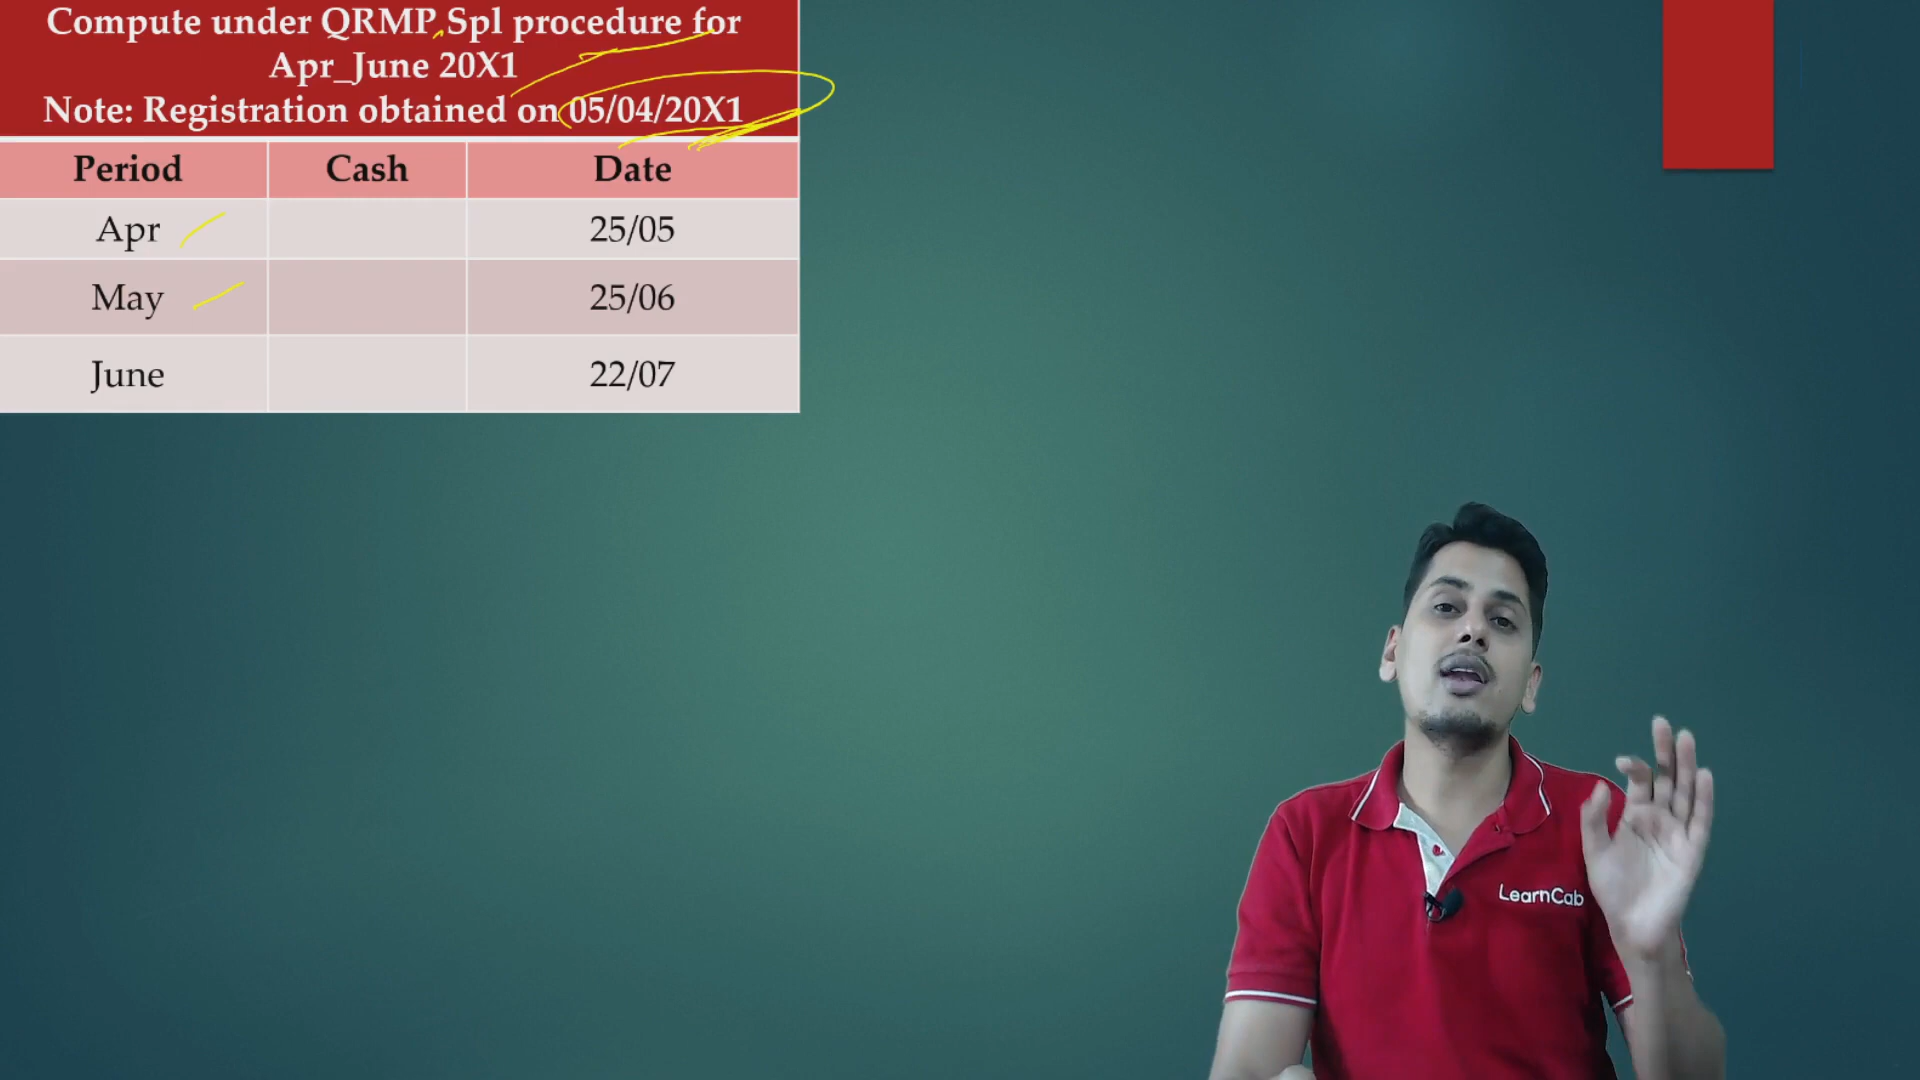 Compute under QRMP Spl procedure for
Apr_June 20X1
Note: Registration obtained on 05/04/20X1
Period Cash Date
Apr 25/05
May 25/06
June 22/07
LearnCab